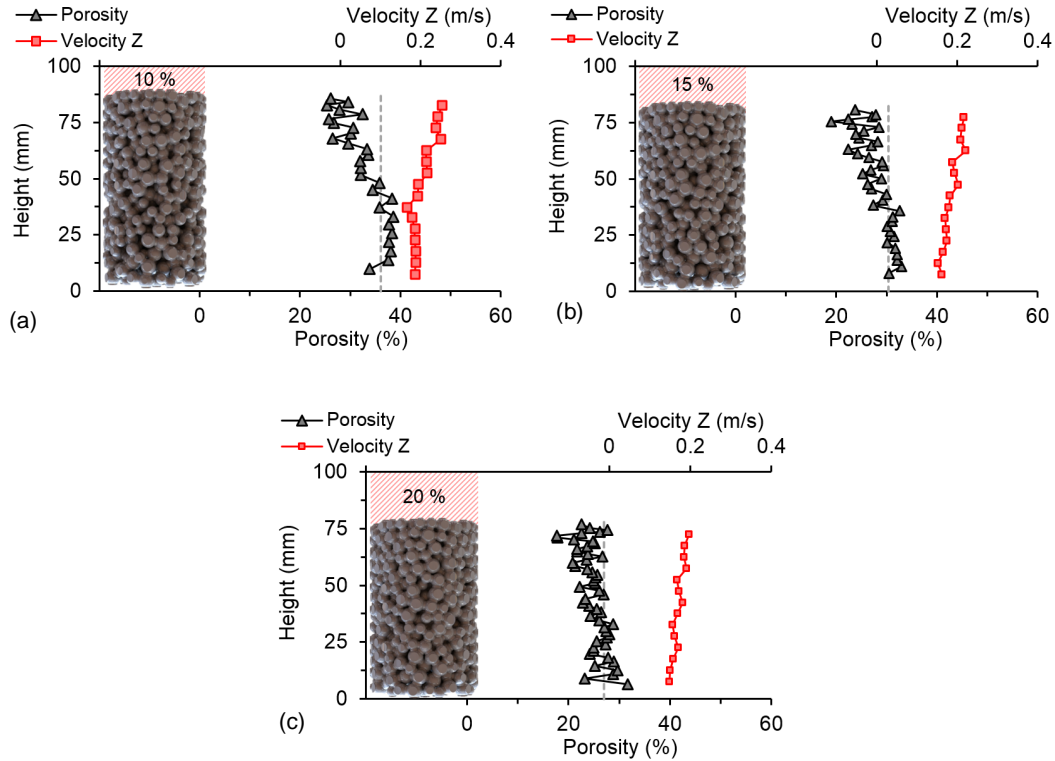 Porosity
Velocity Z
Velocity Z (m/s)
0 0.2 0.4
100
75
50
25
0
Height (mm)
10 %
0 20 40 60
Porosity (%)
(a)
Porosity
Velocity Z
Velocity Z (m/s)
0 0.2 0.4
100
75
50
25
0
Height (mm)
15 %
0 20 40 60
Porosity (%)
(b)
Porosity
Velocity Z
Velocity Z (m/s)
0 0.2 0.4
100
75
50
25
0
Height (mm)
20 %
0 20 40 60
Porosity (%)
(c)